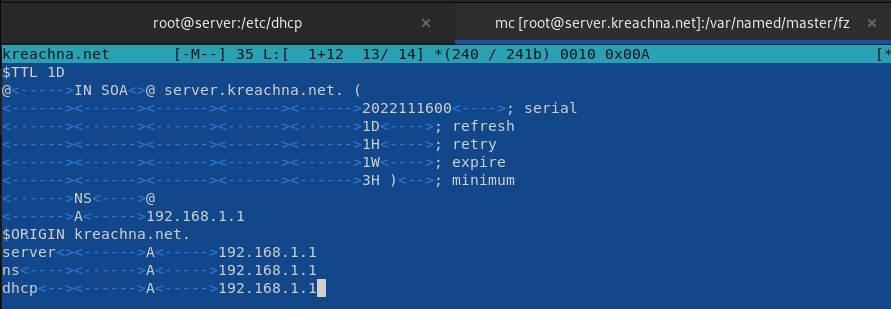 root@server:/etc/dhcp × mc [root@server.kreachna.net]:/var/named/master/fz ×
kreachna.net [-M--] 35 L:[ 1+12 13/ 14] *(240 / 241b) 0010 0x00A [*
$TTL 1D
@<----->IN SOA<>@ server.kreachna.net. (
<------><------><------><------><------>2022111600<---->; serial
<------><------><------><------><------>1D<---->; refresh
<------><------><------><------><------>1H<---->; retry
<------><------><------><------><------>1W<---->; expire
<------><------><------><------><------>3H )<-->; minimum
<------>NS<---->@
<------>A<----->192.168.1.1
$ORIGIN kreachna.net.
server<><------>A<----->192.168.1.1
ns<----><------>A<----->192.168.1.1
dhcp<--><------>A<----->192.168.1.1